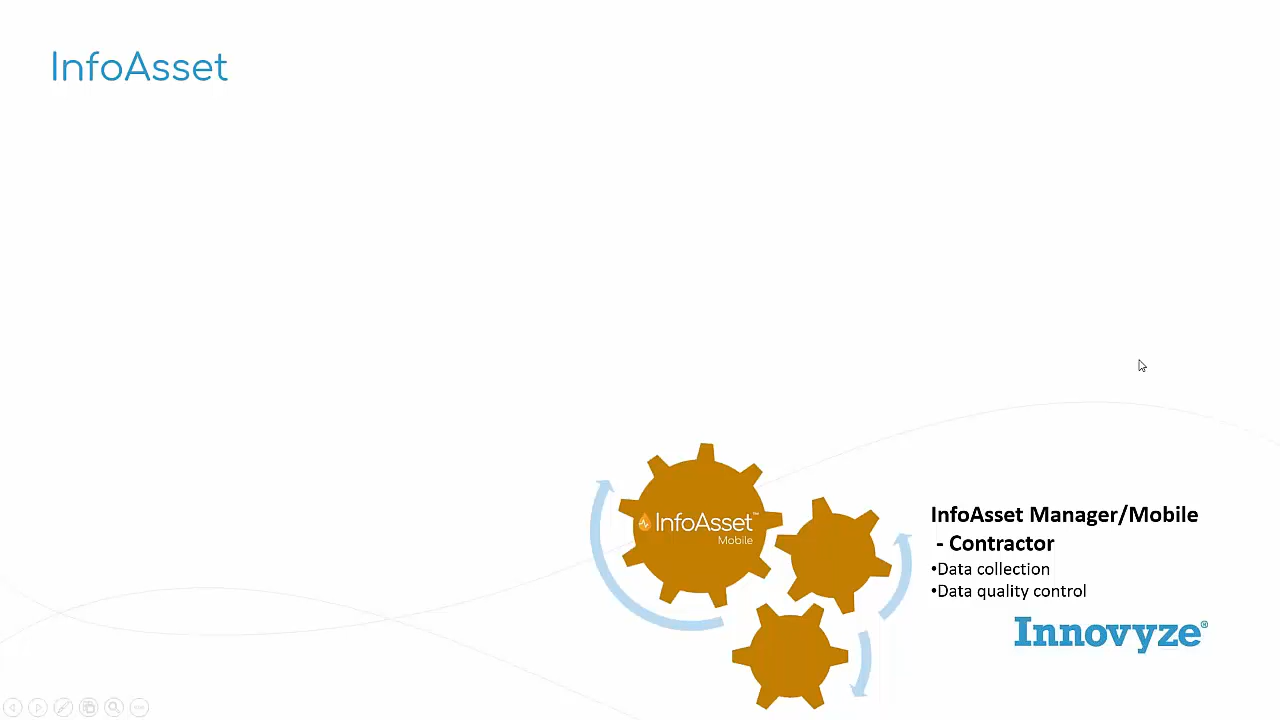 InfoAsset
InfoAsset™
Mobile
InfoAsset Manager/Mobile
- Contractor
•Data collection
•Data quality control
Innovyze®